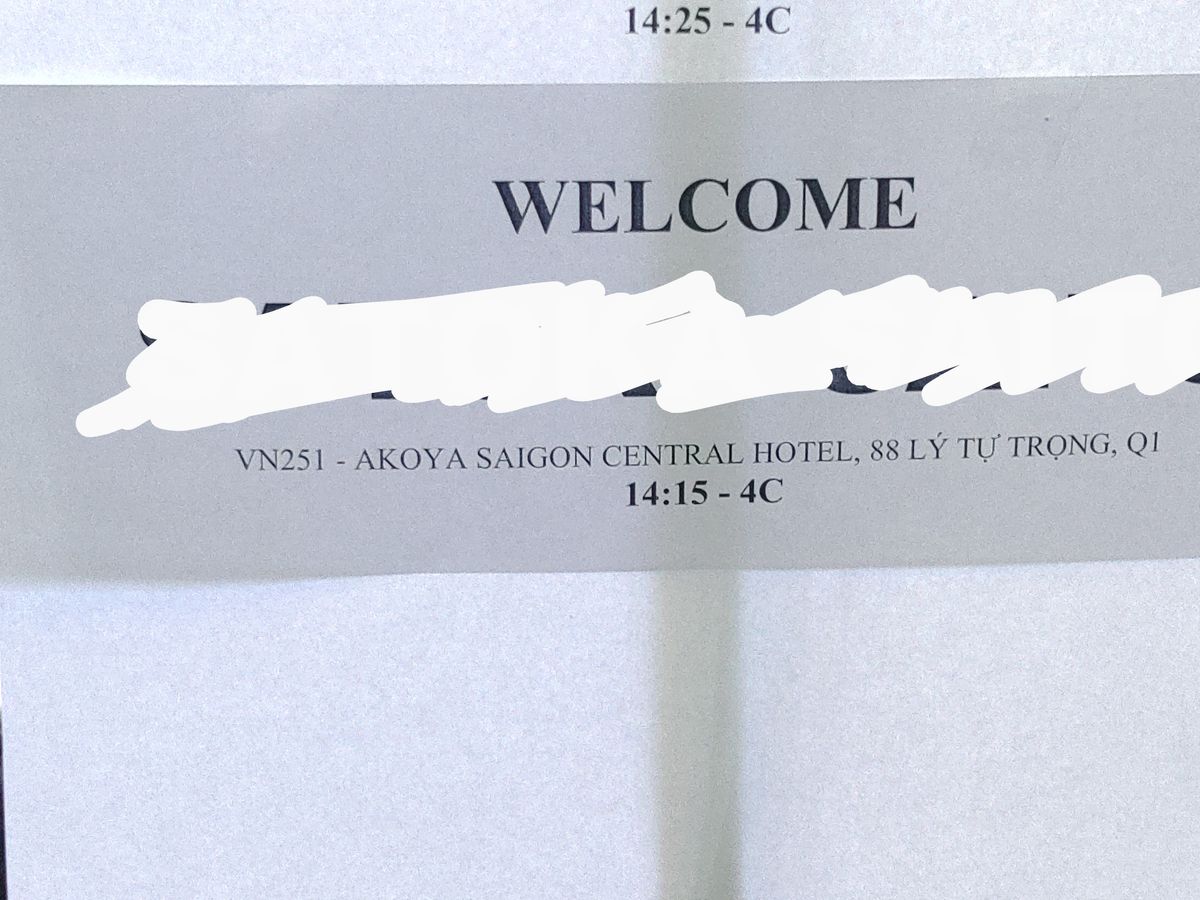 14:25 - 4C
WELCOME
VN251 - AKOYA SAIGON CENTRAL HOTEL, 88 LÝ TỰ TRỌNG, Q1
14:15 - 4C